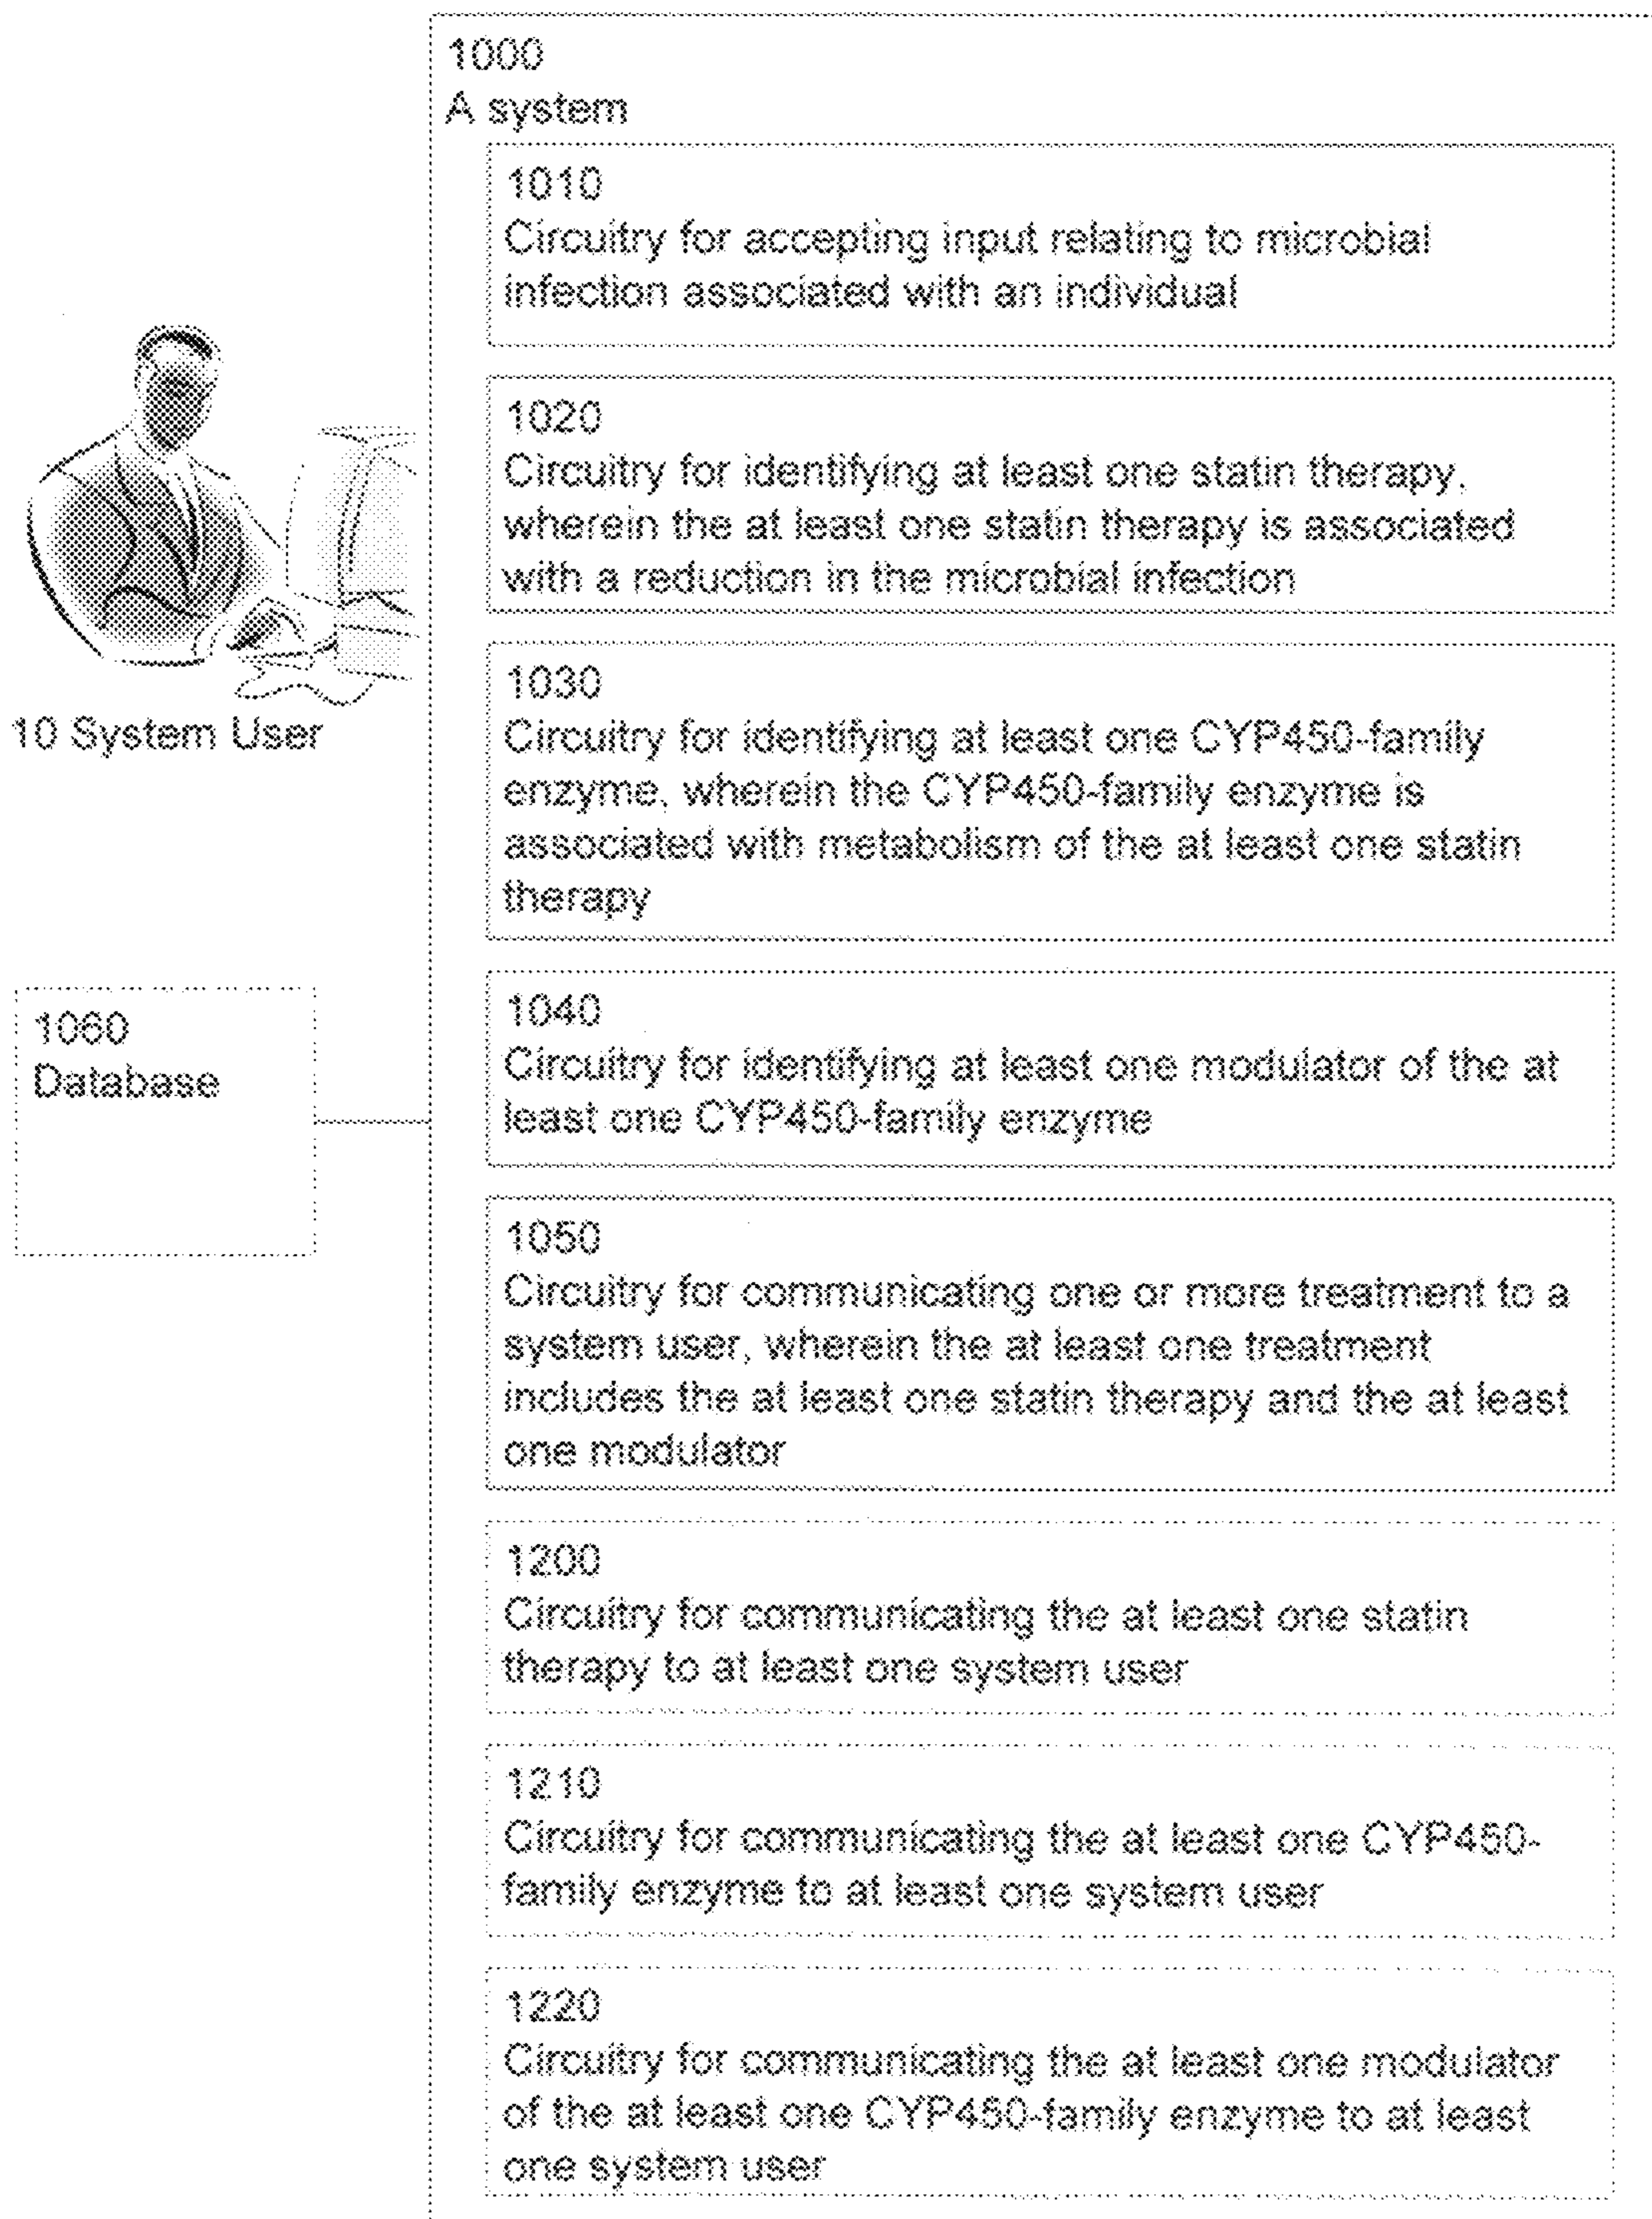 1000
A system
1010
Circuitry for accepting input relating to microbial
infection associated with an individual
1020
Circuitry for identifying at least one statin therapy,
wherein the at least one statin therapy is associated
with a reduction in the microbial infection
10 System User
1030
Circuitry for identifying at least one CYP450-family
enzyme, wherein the CYP450-family enzyme is
associated with metabolism of the at least one statin
therapy
1060
Database
1040
Circuitry for identifying at least one modulator of the at
least one CYP450-family enzyme
1050
Circuitry for communicating one or more treatment to a
system user, wherein the at least one treatment
includes the at least one statin therapy and the at least
one modulator
1200
Circuitry for communicating the at least one statin
therapy to at least one system user
1210
Circuitry for communicating the at least one CYP450-
family enzyme to at least one system user
1220
Circuitry for communicating the at least one modulator
of the at least one CYP450-family enzyme to at least
one system user